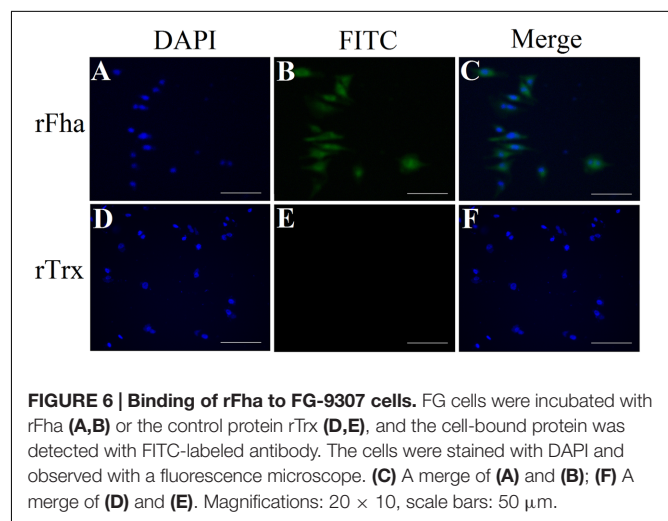 DAPI FITC Merge
A B C
rFha
D E F
rTrx
FIGURE 6 | Binding of rFha to FG-9307 cells. FG cells were incubated with
rFha (A,B) or the control protein rTrx (D,E), and the cell-bound protein was
detected with FITC-labeled antibody. The cells were stained with DAPI and
observed with a fluorescence microscope. (C) A merge of (A) and (B); (F) A
merge of (D) and (E). Magnifications: 20 × 10, scale bars: 50 μm.